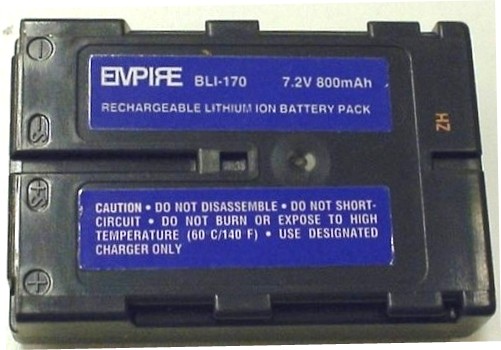 EMPIRE BLI-170 7.2V 800mAh
RECHARGEABLE LITHIUM ION BATTERY PACK
HZ
CAUTION • DO NOT DISASSEMBLE • DO NOT SHORT-
CIRCUIT • DO NOT BURN OR EXPOSE TO HIGH
TEMPERATURE (60 C/140 F) • USE DESIGNATED
CHARGER ONLY